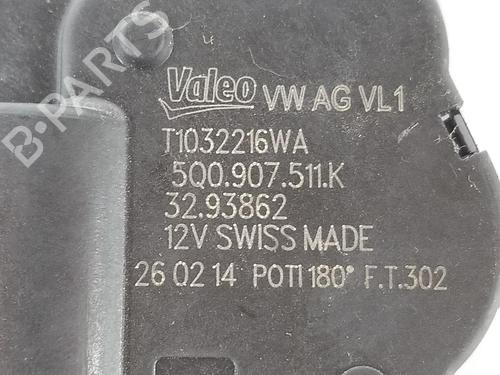 Valeo VW AG VL1
T1032216WA
5Q0.907.511.K
32.93862
12V SWISS MADE
26 02 14 POTI 180° F.T.302
B-PARTS